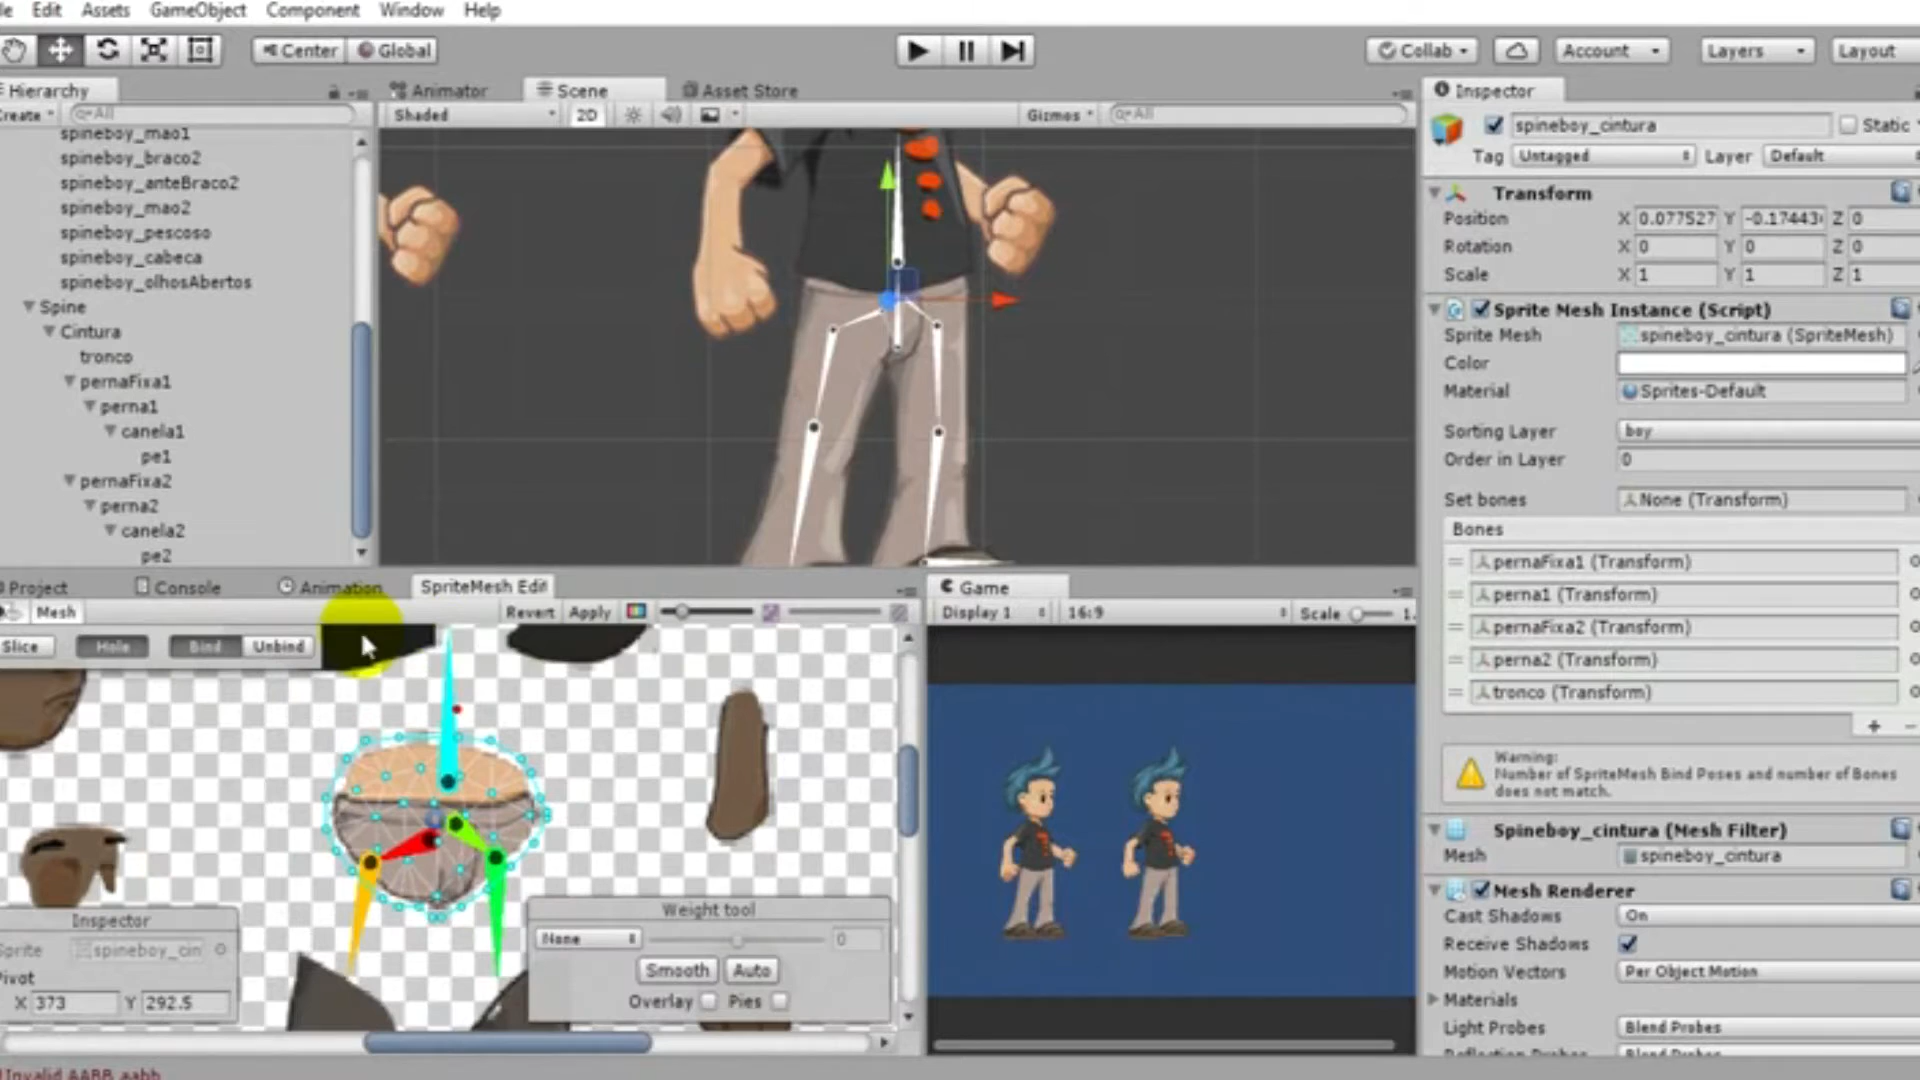 Edit Assets GameObject Component Window Help
Center Global Collab Account Layers Layout
Hierarchy
All
spineboy_mao1
spineboy_braco2
spineboy_anteBraco2
spineboy_mao2
spineboy_pescoso
spineboy_cabeca
spineboy_olhosAbertos
Spine
Cintura
tronco
pernaFixa1
perna1
canela1
pe1
pernaFixa2
perna2
canela2
pe2
Animator Scene Asset Store
Shaded 2D Gizmos All
Project Console Animation SpriteMesh Edit
Mesh Revert Apply
Slice Hole Bind Unbind
Inspector
spineboy_cin
X 373 Y 292.5
Weight tool
None 0
Smooth Auto
Overlay Pies
Game
Display 1 16:9 Scale 1.
Inspector
spineboy_cintura Static
Tag Untagged Layer Default
Transform
Position X 0.077527 Y -0.1744 Z 0
Rotation X 0 Y 0 Z 0
Scale X 1 Y 1 Z 1
Sprite Mesh Instance (Script)
Sprite Mesh spineboy_cintura (SpriteMesh)
Color
Material Sprites-Default
Sorting Layer boy
Order in Layer 0
Set bones None (Transform)
Bones
pernaFixa1 (Transform)
perna1 (Transform)
pernaFixa2 (Transform)
perna2 (Transform)
tronco (Transform)
Warning:
Number of SpriteMesh Bind Poses and number of Bones
does not match.
Spineboy_cintura (Mesh Filter)
Mesh spineboy_cintura
Mesh Renderer
Cast Shadows On
Receive Shadows
Motion Vectors Per Object Motion
Materials
Light Probes Blend Probes
Invalid AABB aabb